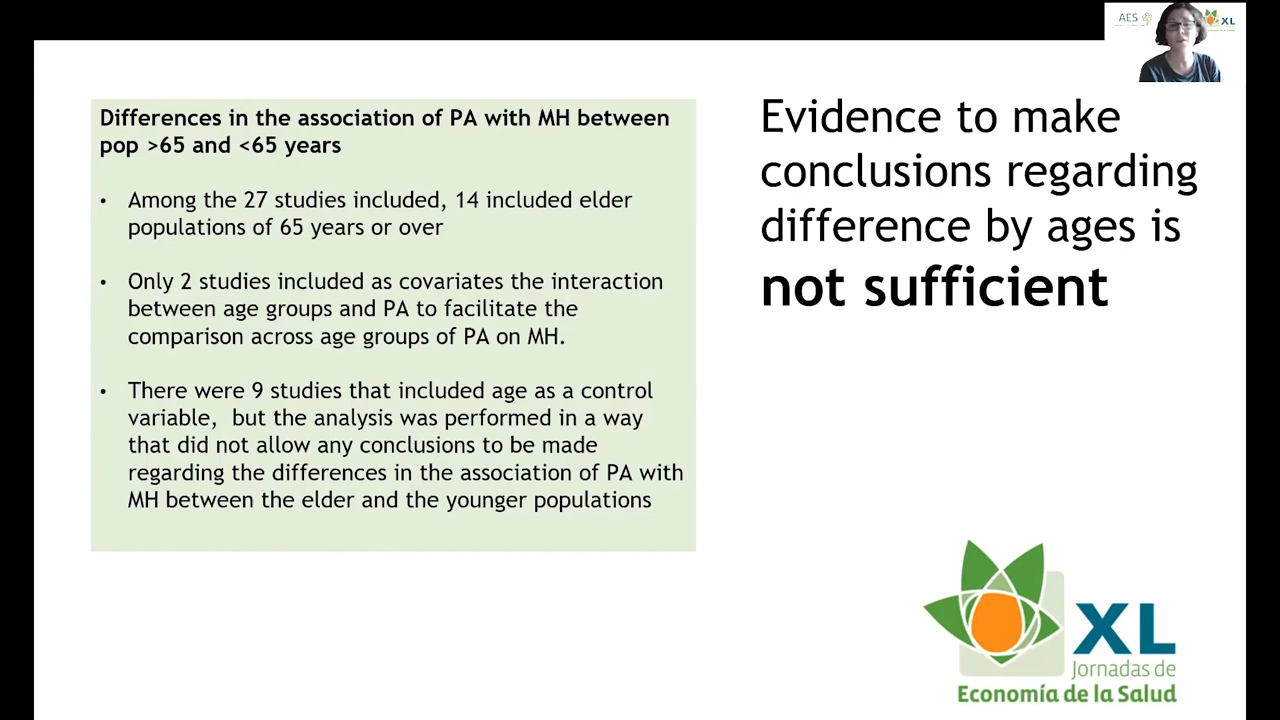 AES
XL
Differences in the association of PA with MH between
pop >65 and <65 years
• Among the 27 studies included, 14 included elder
populations of 65 years or over
• Only 2 studies included as covariates the interaction
between age groups and PA to facilitate the
comparison across age groups of PA on MH.
• There were 9 studies that included age as a control
variable, but the analysis was performed in a way
that did not allow any conclusions to be made
regarding the differences in the association of PA with
MH between the elder and the younger populations
Evidence to make
conclusions regarding
difference by ages is
not sufficient
XL
Jornadas de
Economía de la Salud